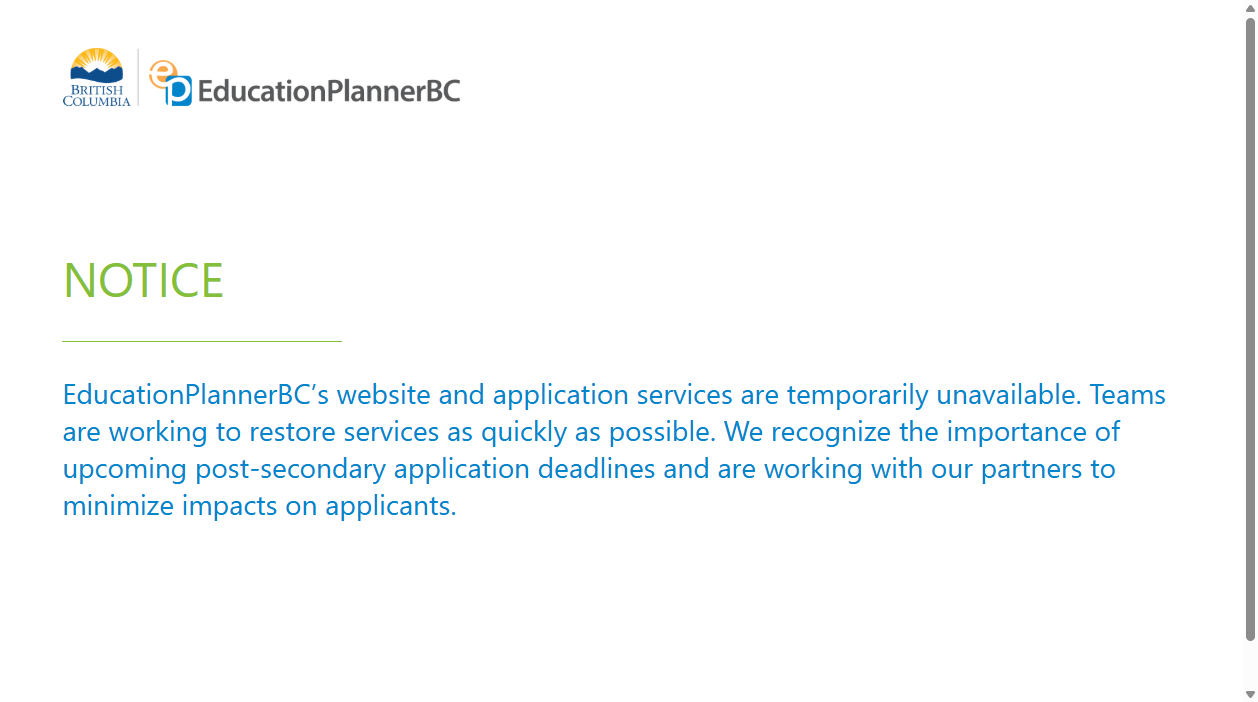 BRITISH
COLUMBIA
ep EducationPlannerBC
NOTICE
EducationPlannerBC’s website and application services are temporarily unavailable. Teams
are working to restore services as quickly as possible. We recognize the importance of
upcoming post-secondary application deadlines and are working with our partners to
minimize impacts on applicants.